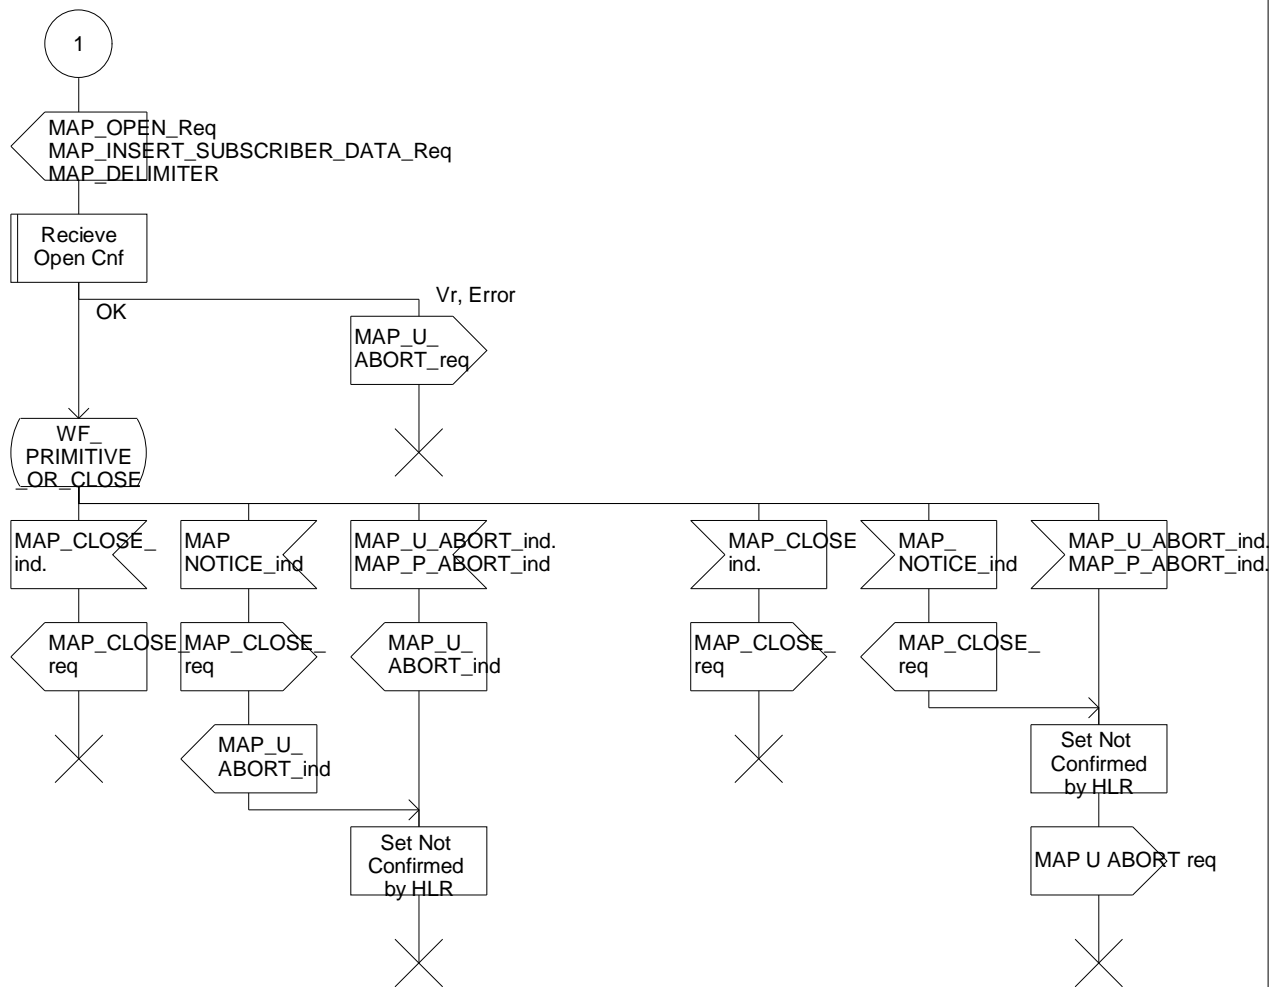 1
MAP_OPEN_Req
MAP_INSERT_SUBSCRIBER_DATA_Req
MAP_DELIMITER
Recieve
Open Cnf
OK
Vr, Error
MAP_U_
ABORT_req
WF_
PRIMITIVE
_OR_CLOSE
MAP_CLOSE_
ind.
MAP
NOTICE_ind
MAP_U_ABORT_ind.
MAP_P_ABORT_ind
MAP_CLOSE
ind.
MAP_
NOTICE_ind
MAP_U_ABORT_ind.
MAP_P_ABORT_ind.
MAP_CLOSE_
req
MAP_CLOSE_
req
MAP_U_
ABORT_ind
MAP_CLOSE_
req
MAP_CLOSE_
req
MAP_U_
ABORT_ind
Set Not
Confirmed
by HLR
Set Not
Confirmed
by HLR
MAP U ABORT req